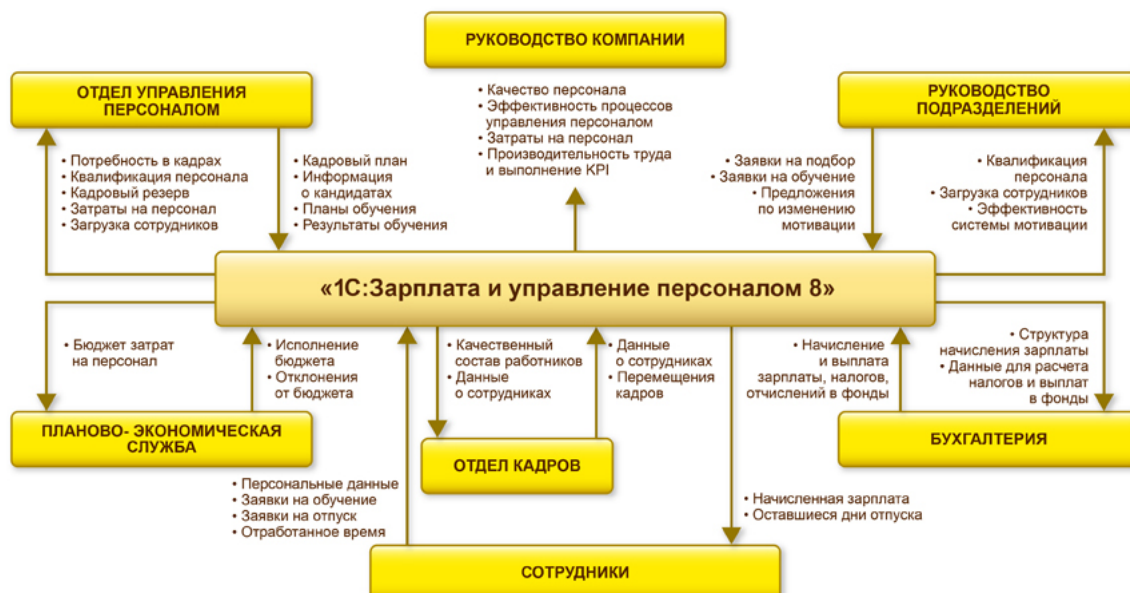 РУКОВОДСТВО КОМПАНИИ
ОТДЕЛ УПРАВЛЕНИЯ
ПЕРСОНАЛОМ
РУКОВОДСТВО
ПОДРАЗДЕЛЕНИЙ
• Качество персонала
• Эффективность процессов
управления персоналом
• Затраты на персонал
• Производительность труда
и выполнение KPI
• Потребность в кадрах
• Квалификация персонала
• Кадровый резерв
• Затраты на персонал
• Загрузка сотрудников
• Кадровый план
• Информация
о кандидатах
• Планы обучения
• Результаты обучения
• Заявки на подбор
• Заявки на обучение
• Предложения
по изменению
мотивации
• Квалификация
персонала
• Загрузка сотрудников
• Эффективность
системы мотивации
«1С:Зарплата и управление персоналом 8»
• Бюджет затрат
на персонал
• Исполнение
бюджета
• Отклонения
от бюджета
• Качественный
состав работников
• Данные
о сотрудниках
• Данные
о сотрудниках
• Перемещения
кадров
• Начисление
и выплата
зарплаты, налогов,
отчислений в фонды
• Структура
начисления зарплаты
• Данные для расчета
налогов и выплат
в фонды
ПЛАНОВО- ЭКОНОМИЧЕСКАЯ
СЛУЖБА
ОТДЕЛ КАДРОВ
БУХГАЛТЕРИЯ
• Персональные данные
• Заявки на обучение
• Заявки на отпуск
• Отработанное время
• Начисленная зарплата
• Оставшиеся дни отпуска
СОТРУДНИКИ